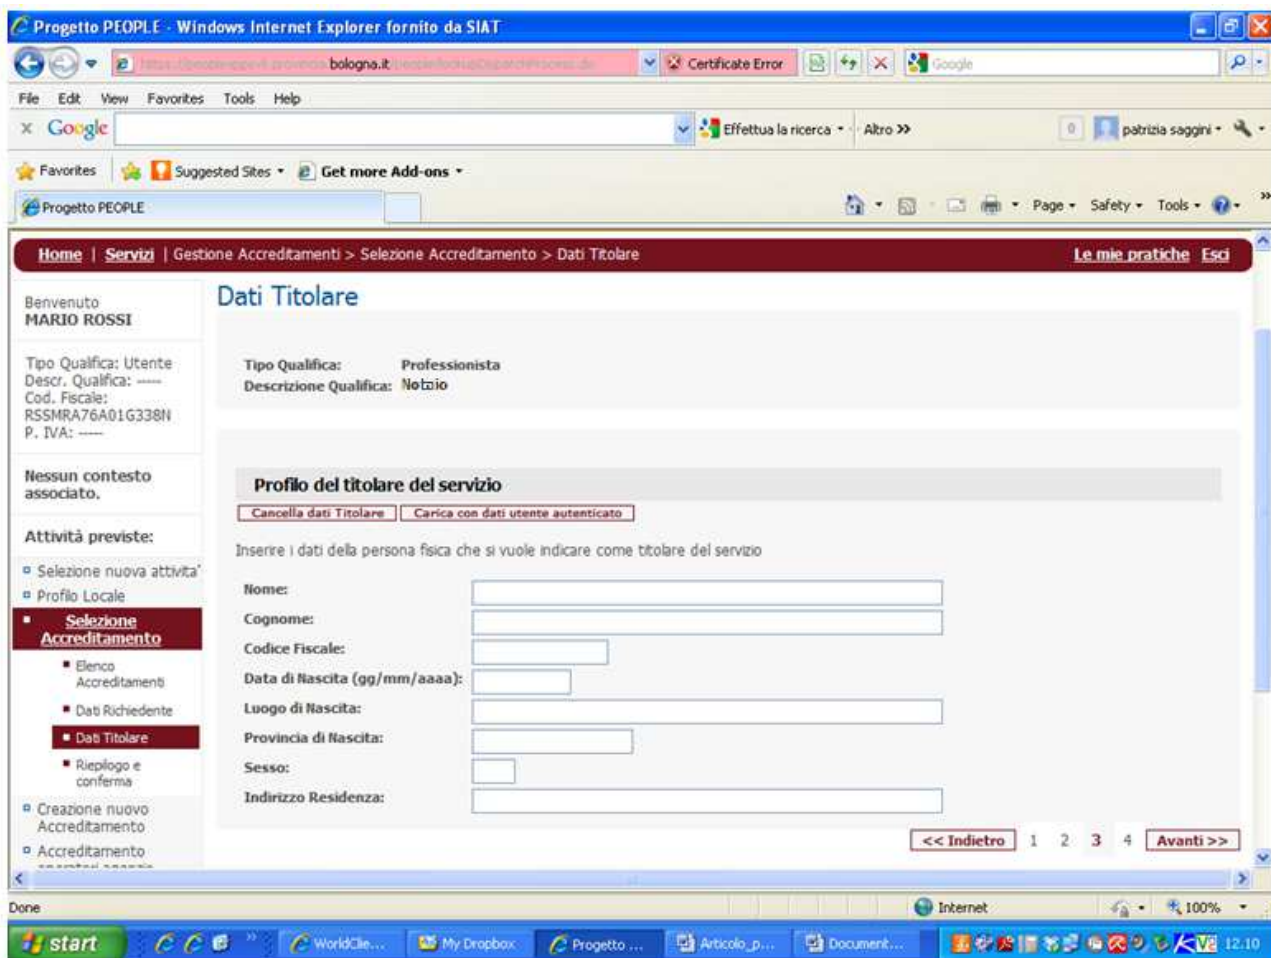 Progetto PEOPLE - Windows Internet Explorer fornito da SIAT
bologna.it
Certificate Error
Google
File Edit View Favorites Tools Help
x Google
Effettua la ricerca
Altro >>
0
patrizia saggini
Favorites
Suggested Sites
Get more Add-ons
Progetto PEOPLE
Page
Safety
Tools
Home | Servizi | Gestione Accreditamenti > Selezione Accreditamento > Dati Titolare
Le mie pratiche Esci
Benvenuto
MARIO ROSSI
Tipo Qualifica: Utente
Descr. Qualifica: -----
Cod. Fiscale:
RSSMRA76A01G338N
P. IVA: -----
Nessun contesto
associato.
Attività previste:
Selezione nuova attivita'
Profilo Locale
Selezione
Accreditamento
Elenco
Accreditamenti
Dati Richiedente
Dati Titolare
Riepilogo e
conferma
Creazione nuovo
Accreditamento
Accreditamento
Dati Titolare
Tipo Qualifica: Professionista
Descrizione Qualifica: Notaio
Profilo del titolare del servizio
Cancella dati Titolare
Carica con dati utente autenticato
Inserire i dati della persona fisica che si vuole indicare come titolare del servizio
Nome:
Cognome:
Codice Fiscale:
Data di Nascita (gg/mm/aaaa):
Luogo di Nascita:
Provincia di Nascita:
Sesso:
Indirizzo Residenza:
<< Indietro 1 2 3 4 Avanti >>
Done
Internet
100%
start
WorldClie...
My Dropbox
Progetto ...
Articolo_p...
Document...
12.10